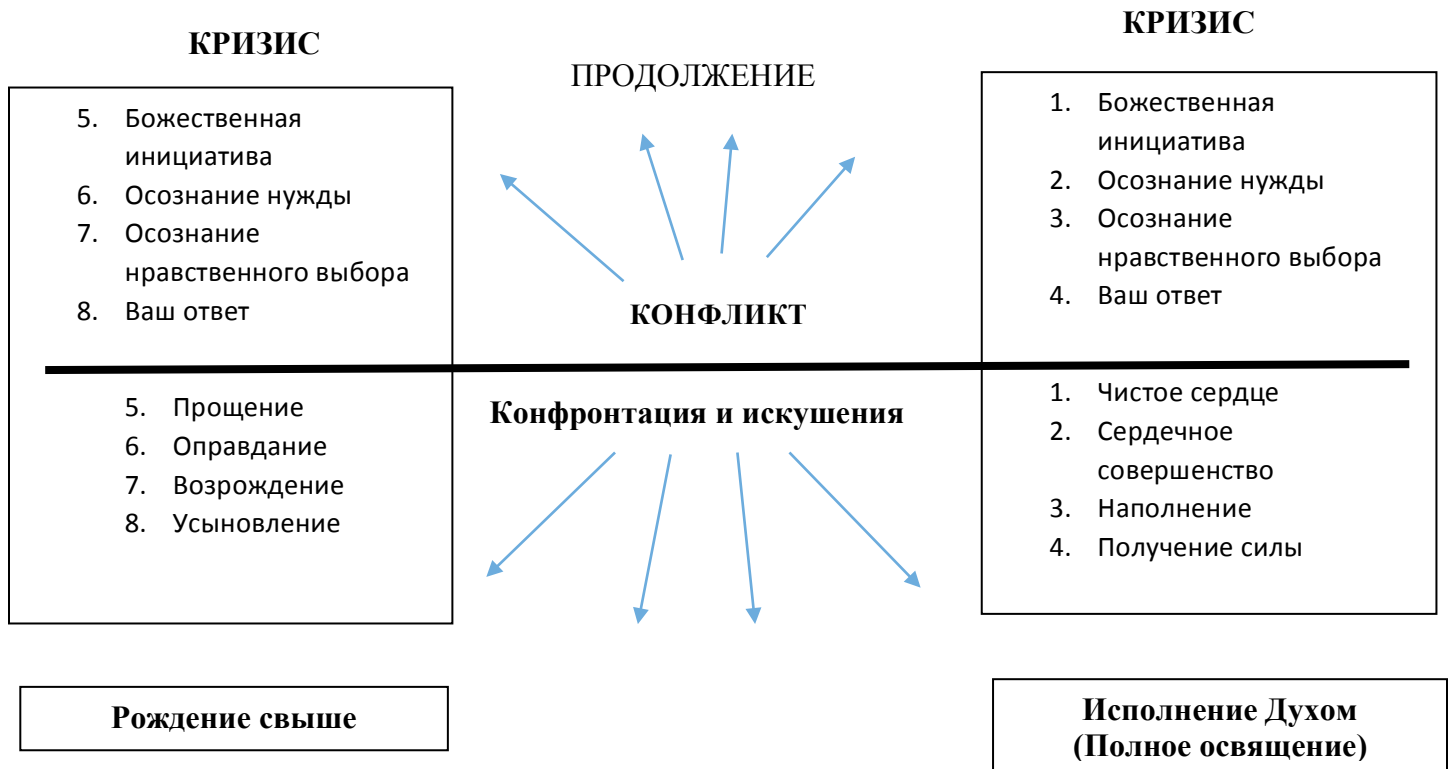 КРИЗИС
5. Божественная
инициатива
6. Осознание нужды
7. Осознание
нравственного выбора
8. Ваш ответ
5. Прощение
6. Оправдание
7. Возрождение
8. Усыновление
Рождение свыше
ПРОДОЛЖЕНИЕ
КОНФЛИКТ
Конфронтация и искушения
КРИЗИС
1. Божественная
инициатива
2. Осознание нужды
3. Осознание
нравственного выбора
4. Ваш ответ
1. Чистое сердце
2. Сердечное
совершенство
3. Наполнение
4. Получение силы
Исполнение Духом
(Полное освящение)